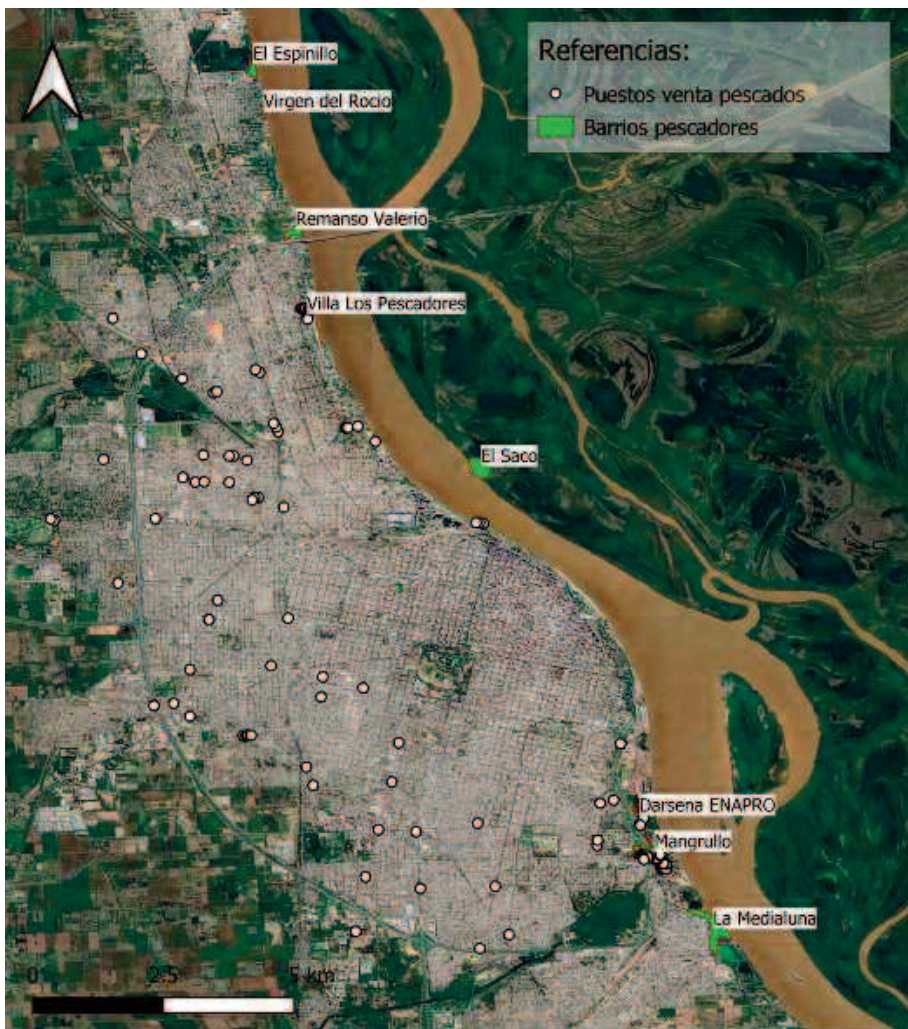 El Espinillo
Referencias:
Virgen del Rocio
Puestos venta pescados
Barrios pescadores
Remanso Valerio
Villa Los Pescadores
El Saco
Darsena ENAPRO
Mangrullo
La Medialuna
0 2.5 5 km